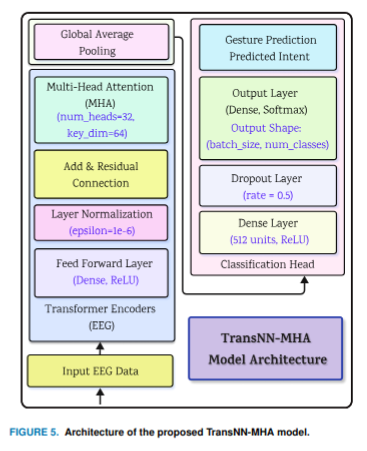 Global Average
Pooling
Multi-Head Attention
(MHA)
(num_heads=32,
key_dim=64)
Add & Residual
Connection
Layer Normalization
(epsilon=1e-6)
Feed Forward Layer
(Dense, ReLU)
Transformer Encoders
(EEG)
Input EEG Data
Gesture Prediction
Predicted Intent
Output Layer
(Dense, Softmax)
Output Shape:
(batch_size, num_classes)
Dropout Layer
(rate = 0.5)
Dense Layer
(512 units, ReLU)
Classification Head
TransNN-MHA
Model Architecture
FIGURE 5. Architecture of the proposed TransNN-MHA model.